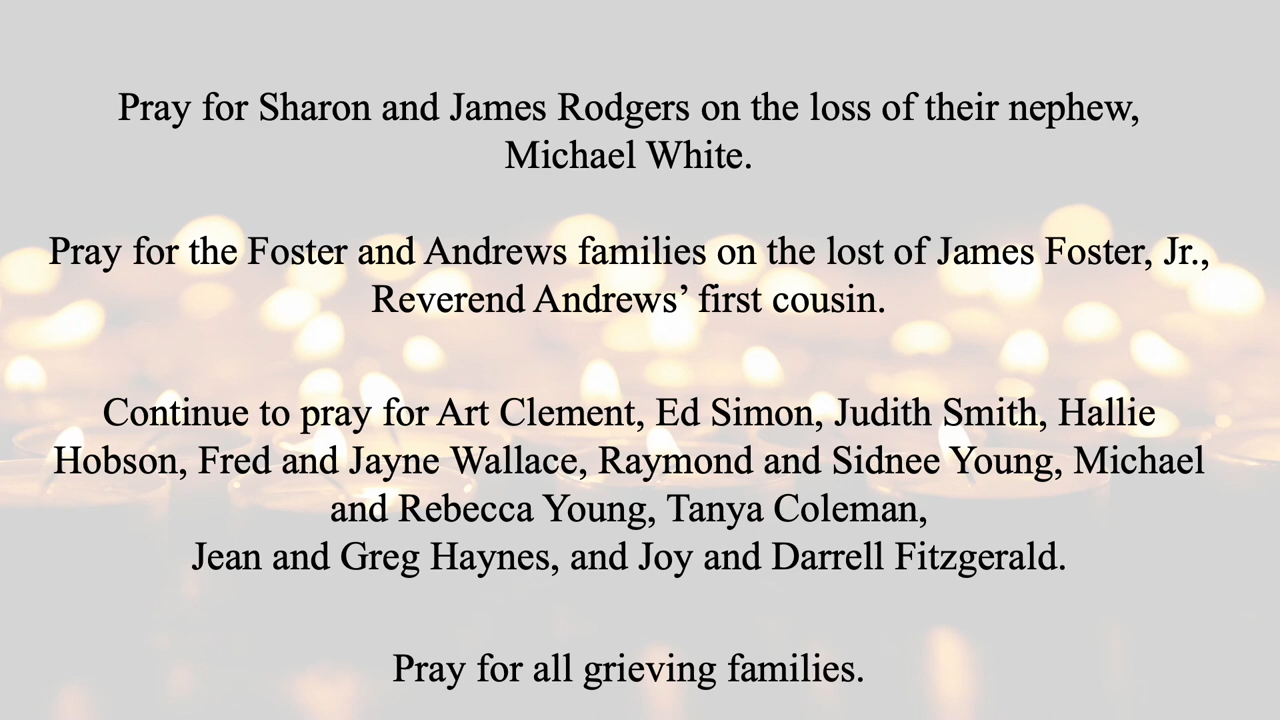 Pray for Sharon and James Rodgers on the loss of their nephew,
Michael White.
Pray for the Foster and Andrews families on the lost of James Foster, Jr.,
Reverend Andrews’ first cousin.
Continue to pray for Art Clement, Ed Simon, Judith Smith, Hallie
Hobson, Fred and Jayne Wallace, Raymond and Sidnee Young, Michael
and Rebecca Young, Tanya Coleman,
Jean and Greg Haynes, and Joy and Darrell Fitzgerald.
Pray for all grieving families.